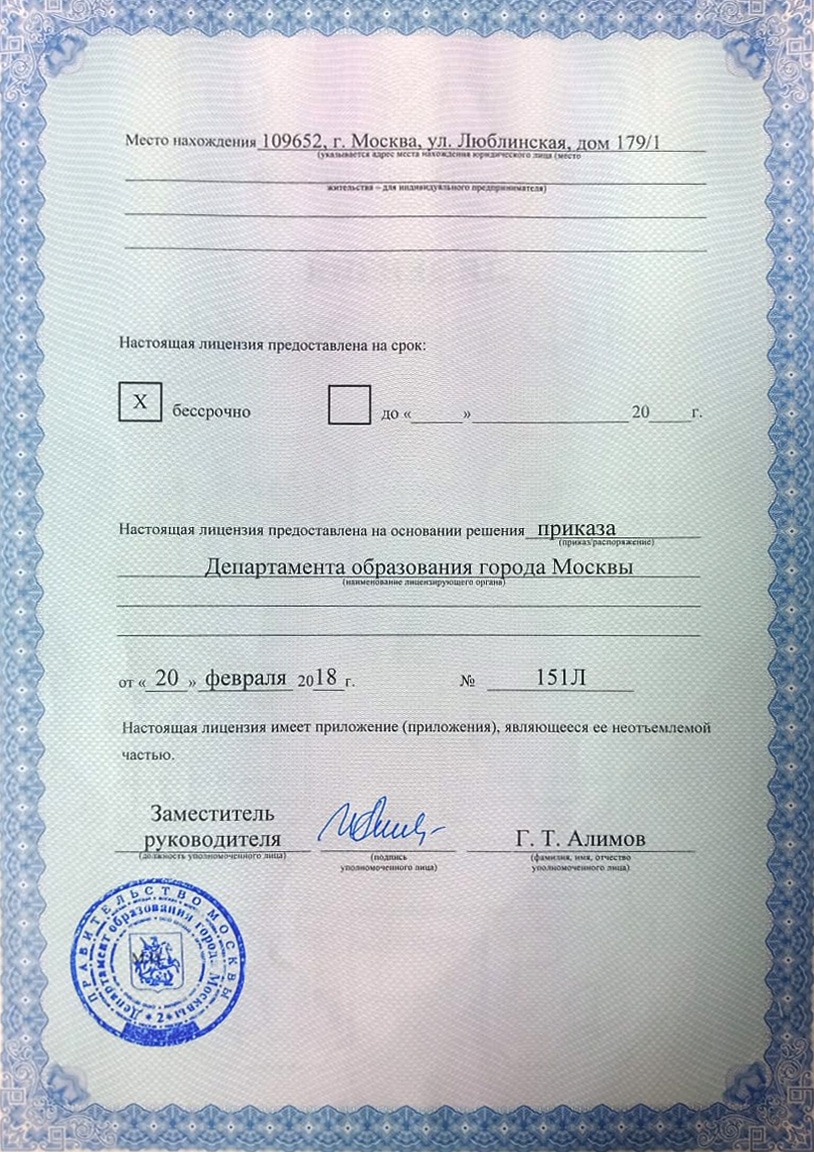 Место нахождения 109652, г. Москва, ул. Люблинская, дом 179/1
(указывается адрес места нахождения юридического лица (место
жительства – для индивидуального предпринимателя)
Настоящая лицензия предоставлена на срок:
X бессрочно до « » 20 г.
Настоящая лицензия предоставлена на основании решения приказа
(приказ/распоряжение)
Департамента образования города Москвы
(наименование лицензирующего органа)
от « 20 » февраля 2018 г. № 151Л
Настоящая лицензия имеет приложение (приложения), являющееся ее неотъемлемой
частью.
Заместитель
руководителя Г. Т. Алимов
(должность уполномоченного лица) (подпись (фамилия, имя, отчество
уполномоченного лица) уполномоченного лица)
ПРАВИТЕЛЬСТВО МОСКВЫ
Департамент образования города Москвы
* 2 *